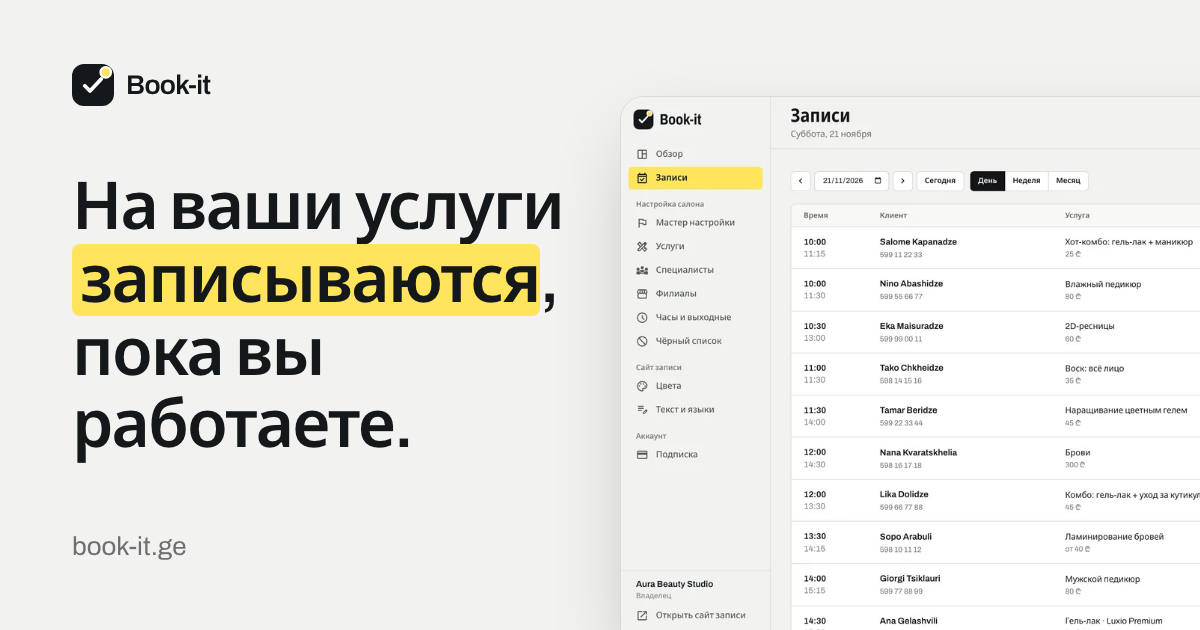 Book-it
На ваши услуги
записываются,
пока вы
работаете.
book-it.ge
Book-it
Обзор
Записи
Настройка салона
Мастер настройки
Услуги
Специалисты
Филиалы
Часы и выходные
Чёрный список
Сайт записи
Цвета
Текст и языки
Аккаунт
Подписка
Aura Beauty Studio
Владелец
Открыть сайт записи
Записи
Суббота, 21 ноября
21/11/2026 Сегодня День Неделя Месяц
Время Клиент Услуга
10:00 Salome Kapanadze Хот-комбо: гель-лак + маникюр
11:15 599 11 22 33 25 ₾
10:00 Nino Abashidze Влажный педикюр
11:30 599 55 66 77 80 ₾
10:30 Eka Maisuradze 2D-ресницы
13:00 599 99 00 11 60 ₾
11:00 Tako Chkheidze Воск: всё лицо
11:30 598 14 15 16 35 ₾
11:30 Tamar Beridze Наращивание цветным гелем
14:00 599 22 33 44 45 ₾
12:00 Nana Kvaratskhelia Брови
14:30 598 16 17 18 300 ₾
12:00 Lika Dolidze Комбо: гель-лак + уход за кутикул
13:30 599 66 77 88 45 ₾
13:30 Sopo Arabuli Ламинирование бровей
14:15 598 10 11 12 от 40 ₾
14:00 Giorgi Tsiklauri Мужской педикюр
15:15 599 77 88 99 80 ₾
14:30 Ana Gelashvili Гель-лак · Luxio Premium